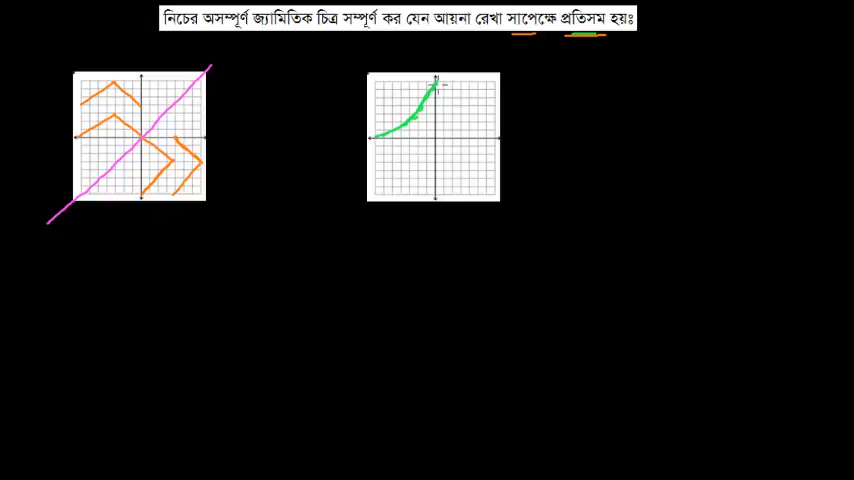 নিচের অসম্পূর্ণ জ্যামিতিক চিত্র সম্পূর্ণ কর যেন আয়না রেখা সাপেক্ষে প্রতিসম হয়ঃ